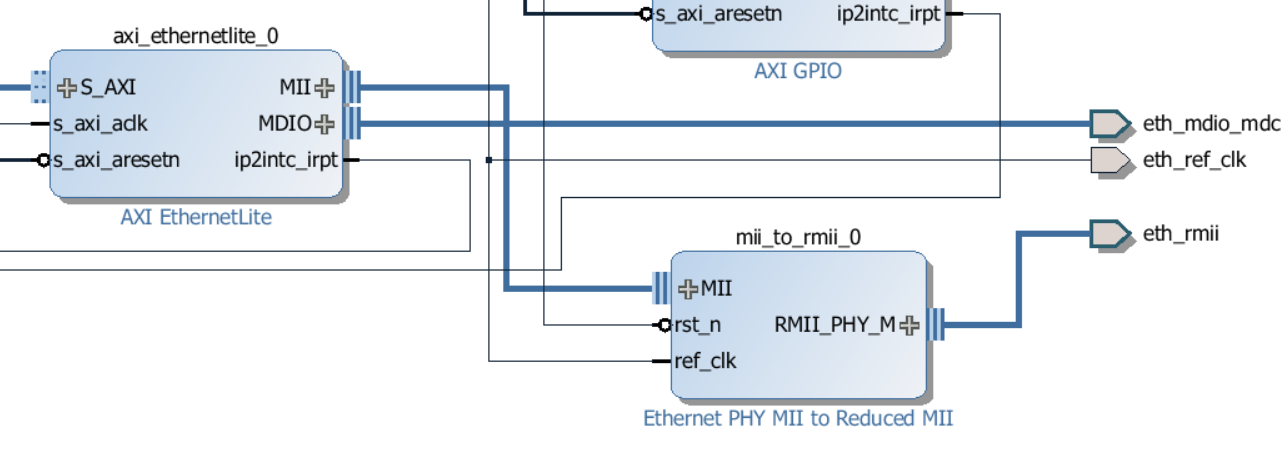 s_axi_aresetn ip2intc_irpt
AXI GPIO
axi_ethernetlite_0
S_AXI MII
s_axi_aclk MDIO
s_axi_aresetn ip2intc_irpt
AXI EthernetLite
eth_mdio_mdc
eth_ref_clk
eth_rmii
mii_to_rmii_0
MII
rst_n RMII_PHY_M
ref_clk
Ethernet PHY MII to Reduced MII